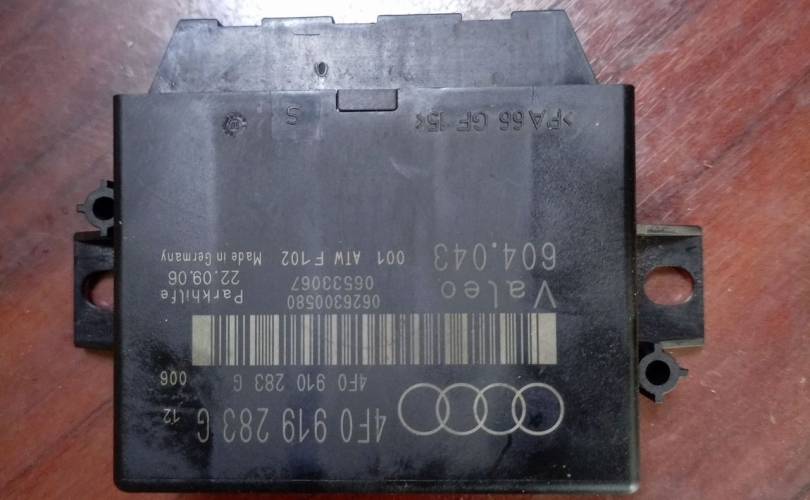 4F0 919 283 G 12
4F0 910 283 G 006
0626300580
Valeo 06533067 Parkhilfe
604.043 22.09.06
001 ATW F102 Made in Germany
>PA66 GF 15<
S